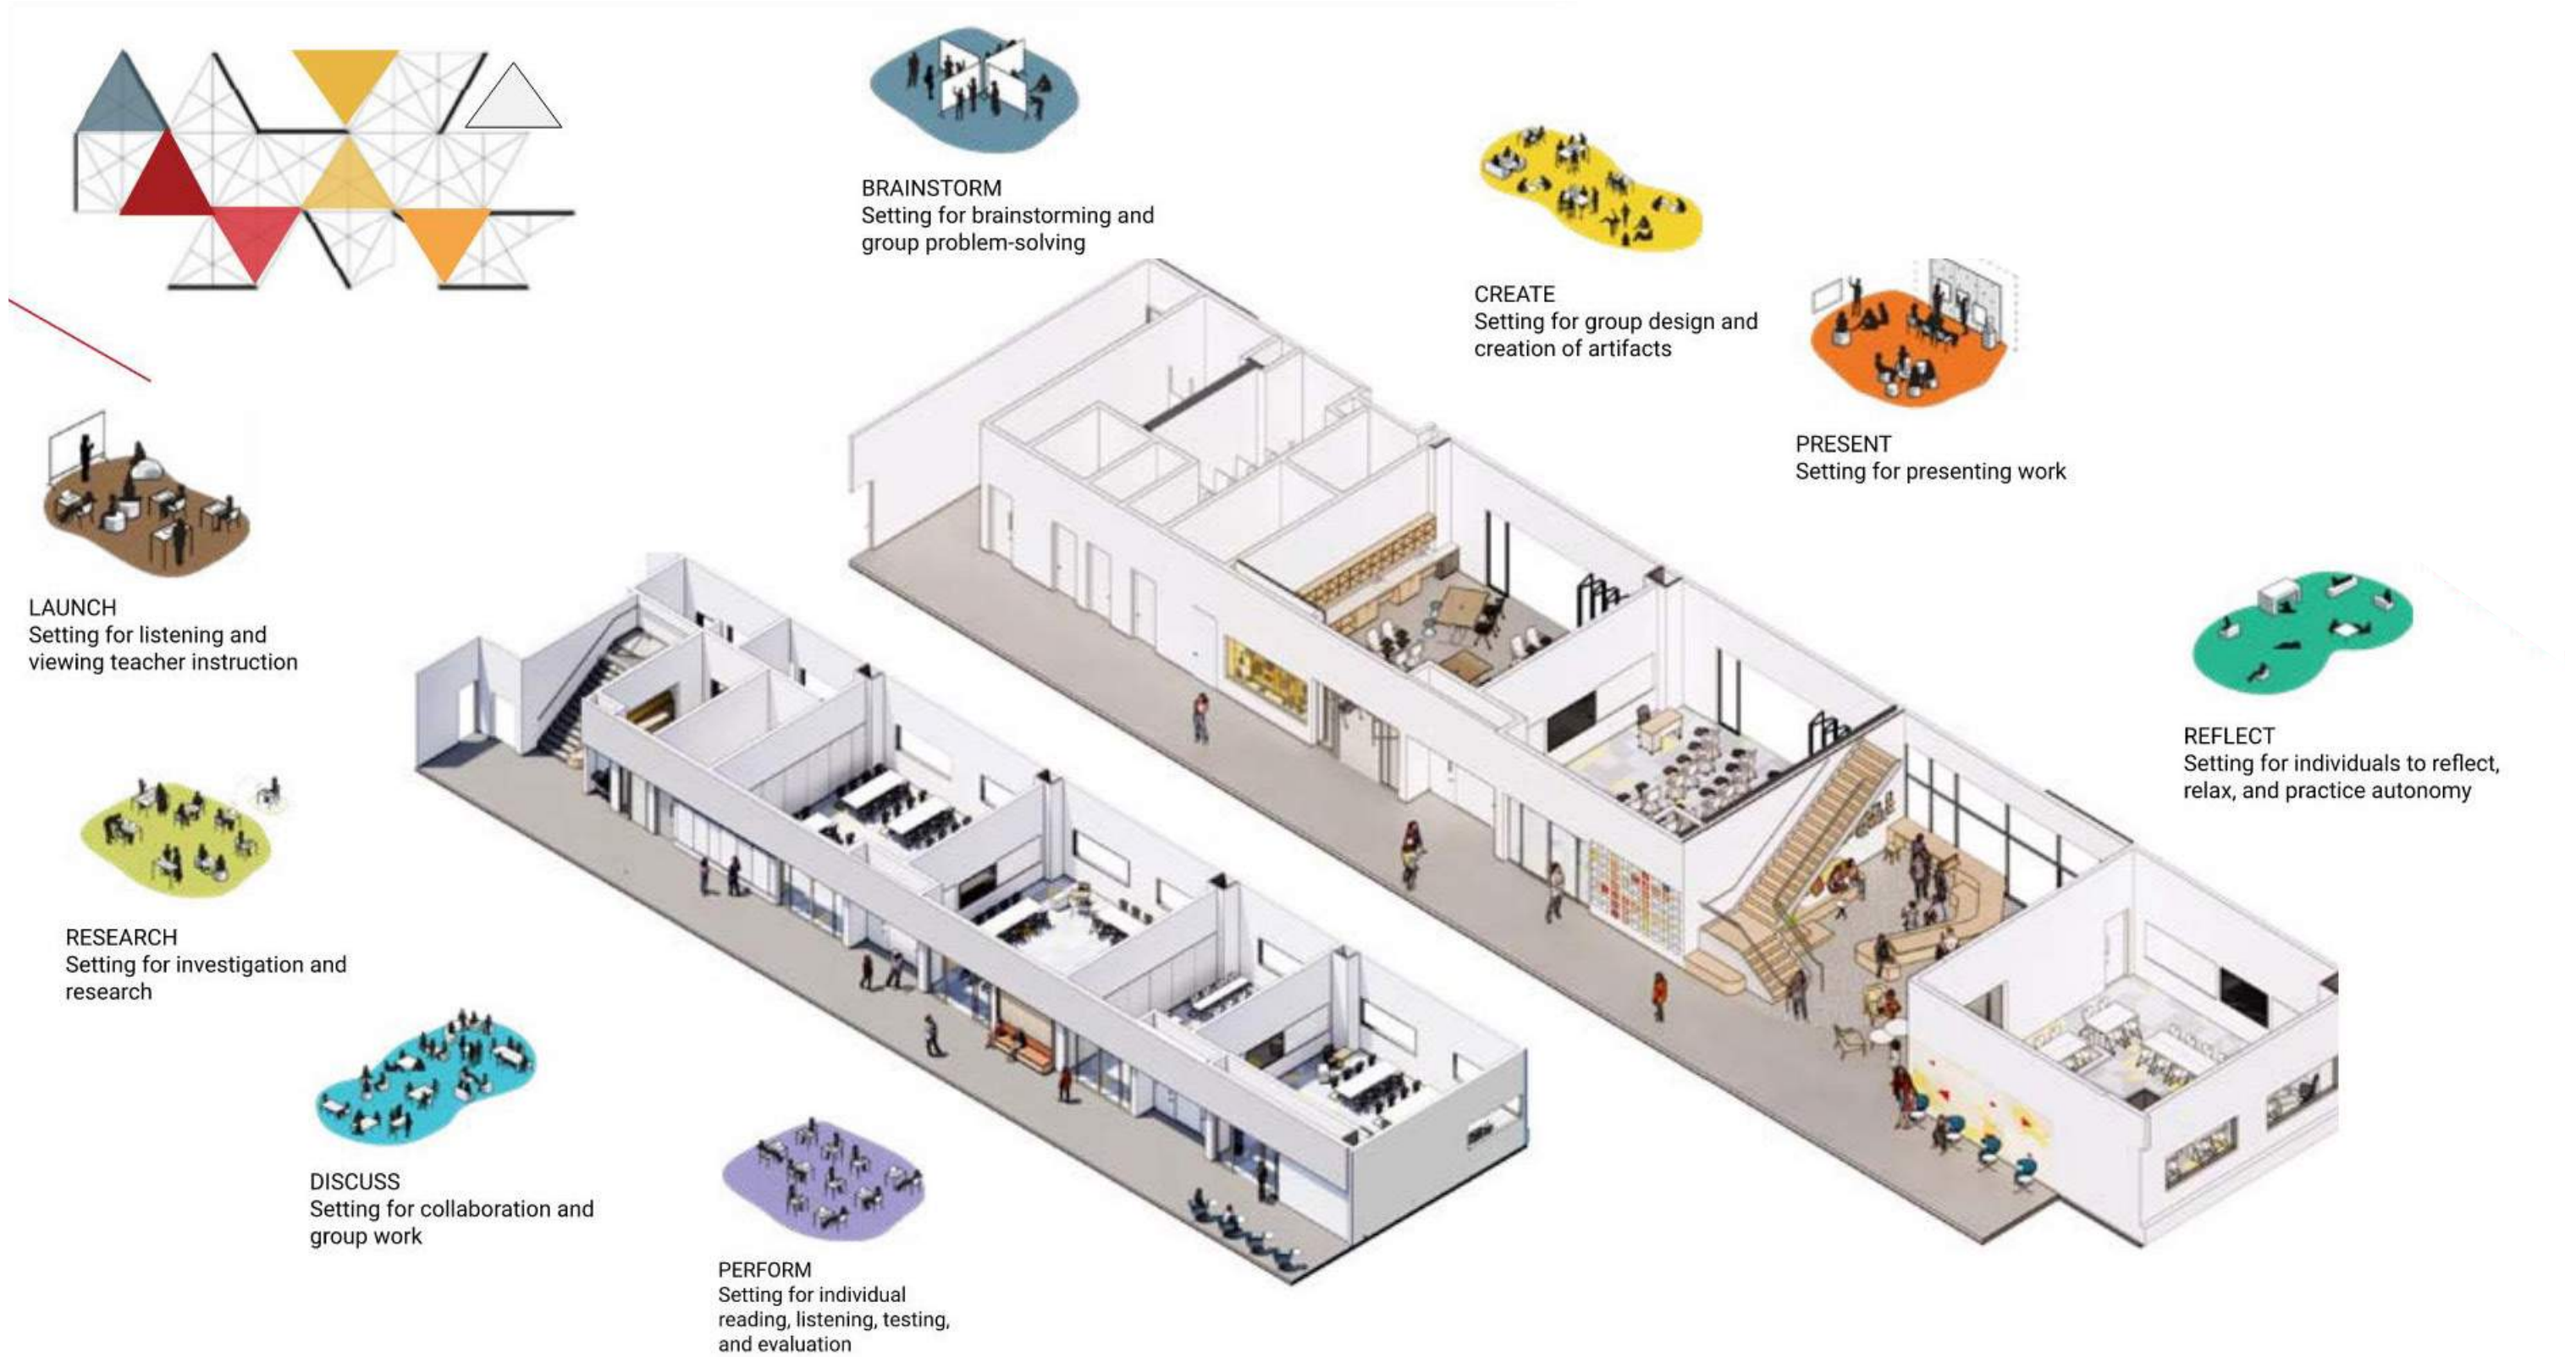 BRAINSTORM
Setting for brainstorming and
group problem-solving
CREATE
Setting for group design and
creation of artifacts
PRESENT
Setting for presenting work
LAUNCH
Setting for listening and
viewing teacher instruction
REFLECT
Setting for individuals to reflect,
relax, and practice autonomy
RESEARCH
Setting for investigation and
research
DISCUSS
Setting for collaboration and
group work
PERFORM
Setting for individual
reading, listening, testing,
and evaluation